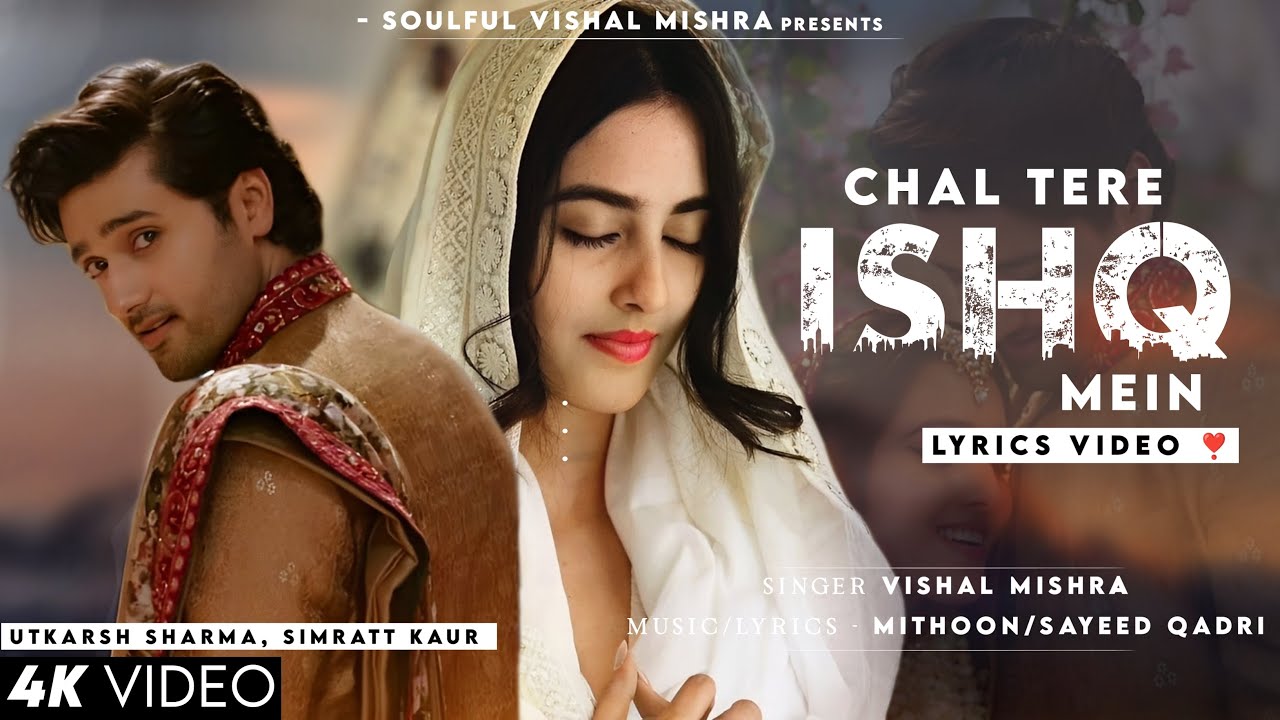 - SOULFUL VISHAL MISHRA PRESENTS
CHAL TERE
ISHQ
MEIN
LYRICS VIDEO ❣️
SINGER VISHAL MISHRA
MUSIC/LYRICS - MITHOON/SAYEED QADRI
UTKARSH SHARMA, SIMRATT KAUR
4K VIDEO